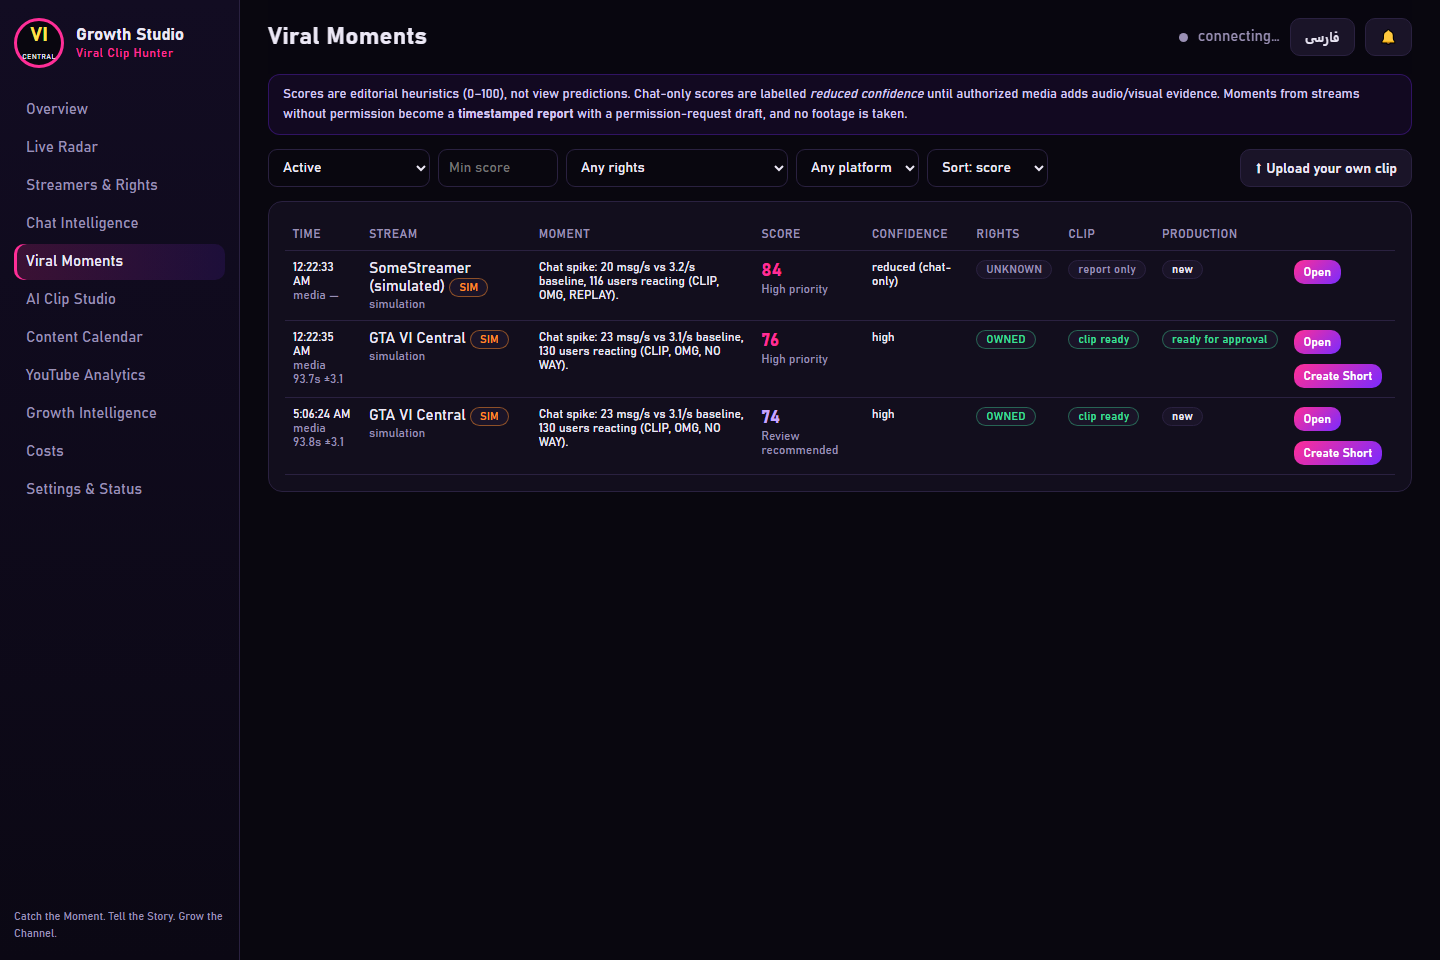 VI
CENTRAL
Growth Studio
Viral Clip Hunter
Overview
Live Radar
Streamers & Rights
Chat Intelligence
Viral Moments
AI Clip Studio
Content Calendar
YouTube Analytics
Growth Intelligence
Costs
Settings & Status
Catch the Moment. Tell the Story. Grow the
Channel.
Viral Moments
connecting…
فارسی
Scores are editorial heuristics (0–100), not view predictions. Chat-only scores are labelled reduced confidence until authorized media adds audio/visual evidence. Moments from streams
without permission become a timestamped report with a permission-request draft, and no footage is taken.
Active
Min score
Any rights
Any platform
Sort: score
⬆ Upload your own clip
TIME STREAM MOMENT SCORE CONFIDENCE RIGHTS CLIP PRODUCTION
12:22:33
AM
media —
SomeStreamer
(simulated) SIM
simulation
Chat spike: 20 msg/s vs 3.2/s
baseline, 116 users reacting (CLIP,
OMG, REPLAY).
84
High priority
reduced (chat-
only)
UNKNOWN
report only
new
Open
12:22:35
AM
media
93.7s ±3.1
GTA VI Central SIM
simulation
Chat spike: 23 msg/s vs 3.1/s baseline,
130 users reacting (CLIP, OMG, NO
WAY).
76
High priority
high
OWNED
clip ready
ready for approval
Open
Create Short
5:06:24 AM
media
93.8s ±3.1
GTA VI Central SIM
simulation
Chat spike: 23 msg/s vs 3.1/s baseline,
130 users reacting (CLIP, OMG, NO
WAY).
74
Review
recommended
high
OWNED
clip ready
new
Open
Create Short